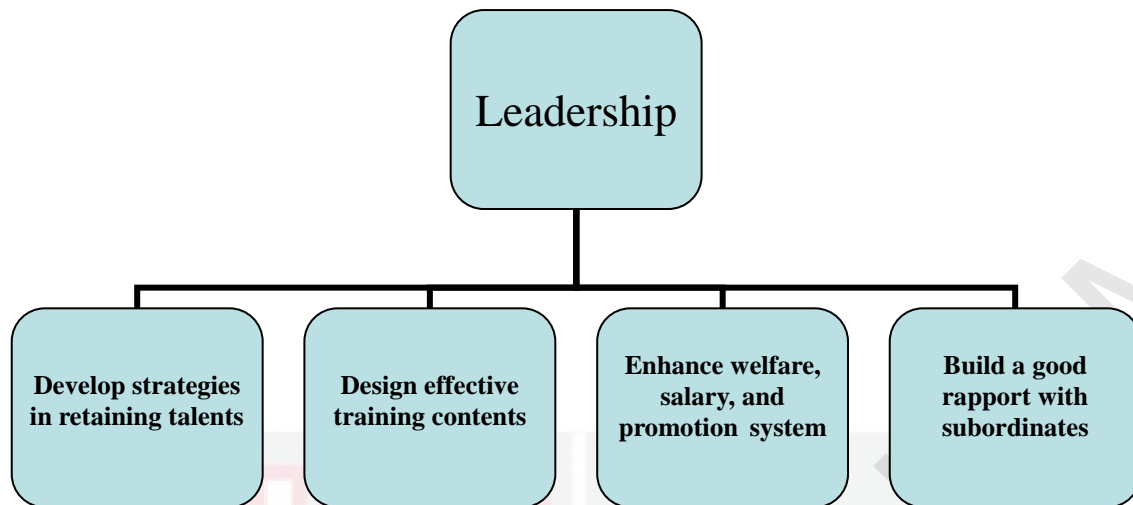 Leadership
Develop strategies
in retaining talents
Design effective
training contents
Enhance welfare,
salary, and
promotion system
Build a good
rapport with
subordinates